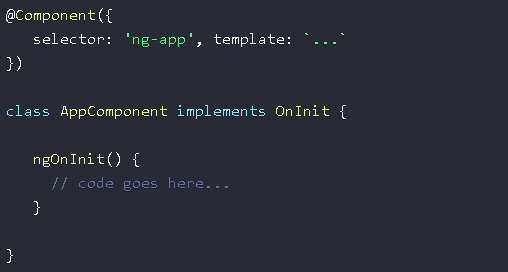 @Component({
selector: 'ng-app', template: `...`
})
class AppComponent implements OnInit {
ngOnInit() {
// code goes here...
}
}